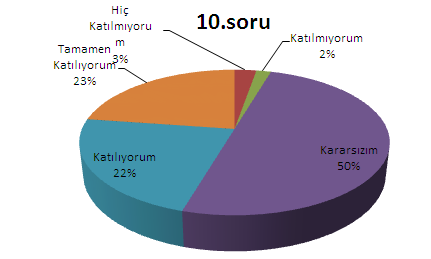 10.soru
Hiç
Katılmıyoru
m
3%
Katılmıyorum
2%
Tamamen
Katılıyorum
23%
Katılıyorum
22%
Kararsızım
50%